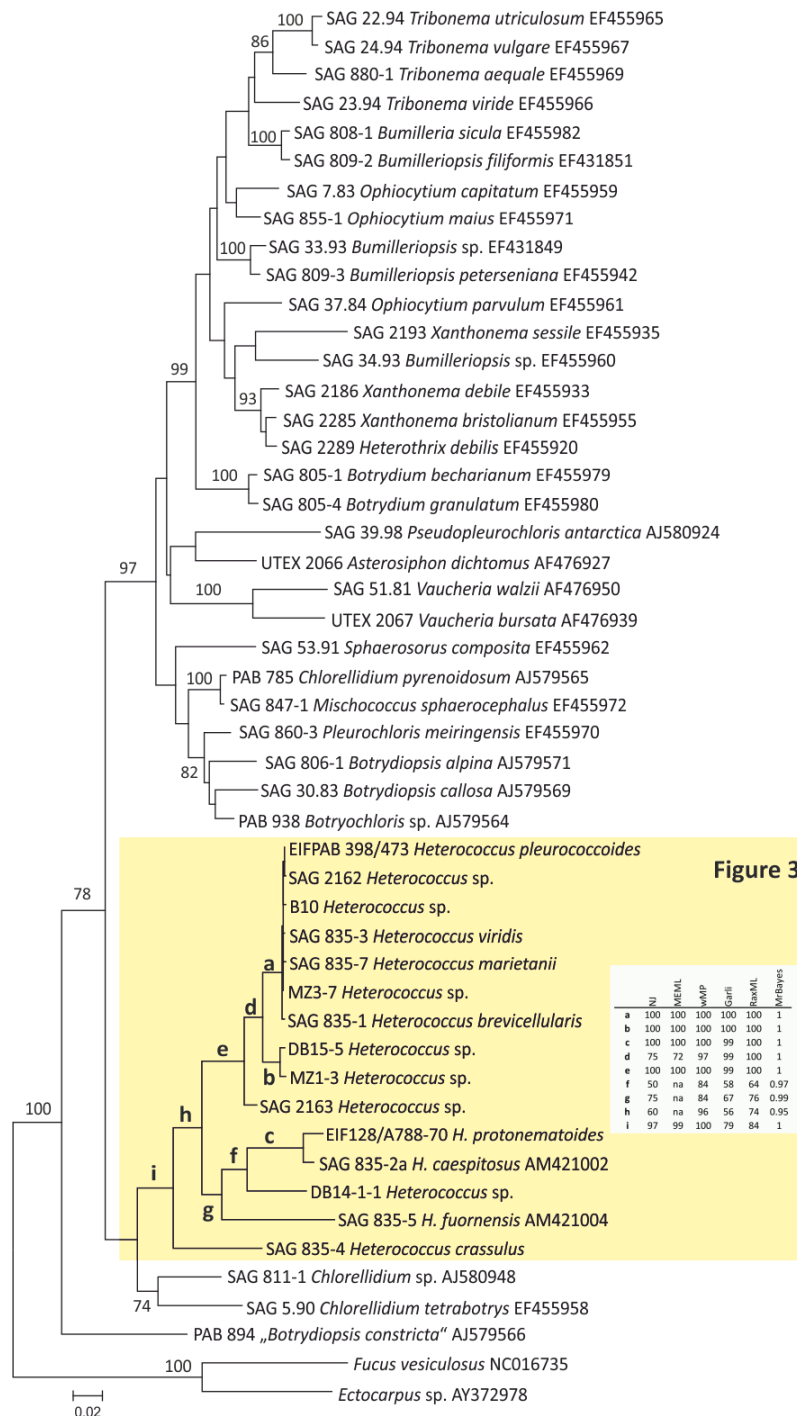 100
SAG 22.94 Tribonema utriculosum EF455965
86
SAG 24.94 Tribonema vulgare EF455967
SAG 880-1 Tribonema aequale EF455969
SAG 23.94 Tribonema viride EF455966
100
SAG 808-1 Bumilleria sicula EF455982
SAG 809-2 Bumilleriopsis filiformis EF431851
SAG 7.83 Ophiocytium capitatum EF455959
SAG 855-1 Ophiocytium maius EF455971
100
SAG 33.93 Bumilleriopsis sp. EF431849
SAG 809-3 Bumilleriopsis peterseniana EF455942
SAG 37.84 Ophiocytium parvulum EF455961
SAG 2193 Xanthonema sessile EF455935
SAG 34.93 Bumilleriopsis sp. EF455960
99
SAG 2186 Xanthonema debile EF455933
93
SAG 2285 Xanthonema bristolianum EF455955
SAG 2289 Heterothrix debilis EF455920
100
SAG 805-1 Botrydium becharianum EF455979
SAG 805-4 Botrydium granulatum EF455980
SAG 39.98 Pseudopleurochloris antarctica AJ580924
UTEX 2066 Asterosiphon dichtomus AF476927
97
100
SAG 51.81 Vaucheria walzii AF476950
UTEX 2067 Vaucheria bursata AF476939
SAG 53.91 Sphaerosorus composita EF455962
100
PAB 785 Chlorellidium pyrenoidosum AJ579565
SAG 847-1 Mischococcus sphaerocephalus EF455972
SAG 860-3 Pleurochloris meiringensis EF455970
82
SAG 806-1 Botrydiopsis alpina AJ579571
SAG 30.83 Botrydiopsis callosa AJ579569
PAB 938 Botryochloris sp. AJ579564
78
EIFPAB 398/473 Heterococcus pleurococcoides
Figure 3
SAG 2162 Heterococcus sp.
B10 Heterococcus sp.
SAG 835-3 Heterococcus viridis
a
SAG 835-7 Heterococcus marietanii
MZ3-7 Heterococcus sp.
d
SAG 835-1 Heterococcus brevicellularis
e
DB15-5 Heterococcus sp.
b
MZ1-3 Heterococcus sp.
SAG 2163 Heterococcus sp.
h
100
c
EIF128/A788-70 H. protonematoides
f
SAG 835-2a H. caespitosus AM421002
i
DB14-1-1 Heterococcus sp.
g
SAG 835-5 H. fuornensis AM421004
SAG 835-4 Heterococcus crassulus
NJ MEML wMP Garli RaxML MrBayes
a 100 100 100 100 100 1
b 100 100 100 100 100 1
c 100 100 100 99 100 1
d 75 72 97 99 100 1
e 100 100 100 99 100 1
f 50 na 84 58 64 0.97
g 75 na 84 67 76 0.99
h 60 na 96 56 74 0.95
i 97 99 100 79 84 1
SAG 811-1 Chlorellidium sp. AJ580948
74
SAG 5.90 Chlorellidium tetrabotrys EF455958
PAB 894 „Botrydiopsis constricta“ AJ579566
100
Fucus vesiculosus NC016735
Ectocarpus sp. AY372978
0.02